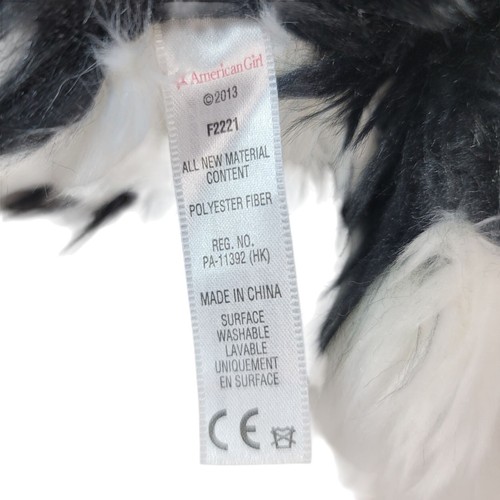 American Girl
©2013
F2221
ALL NEW MATERIAL
CONTENT
POLYESTER FIBER
REG. NO.
PA-11392 (HK)
MADE IN CHINA
SURFACE
WASHABLE
LAVABLE
UNIQUEMENT
EN SURFACE
CE